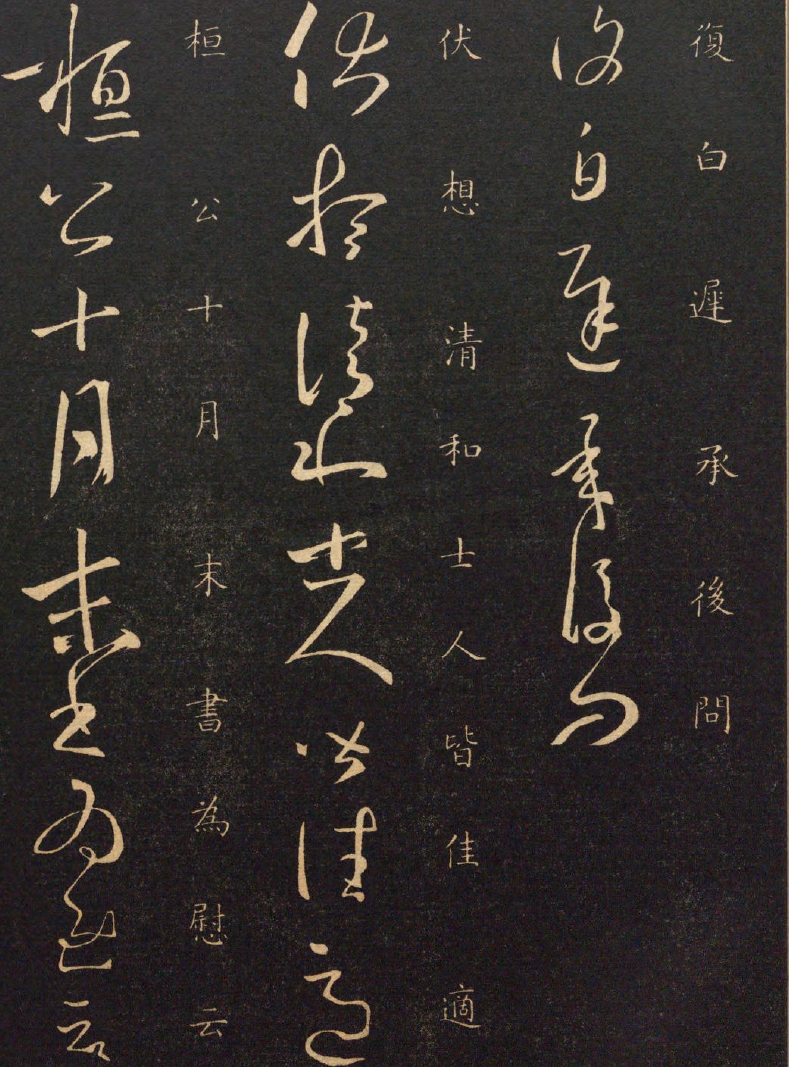 復白遲承後問
復白遲承後問
伏想清和士人皆佳適
伏想清和士人皆佳適
桓公十月末書為慰云
桓公十月末書為慰云